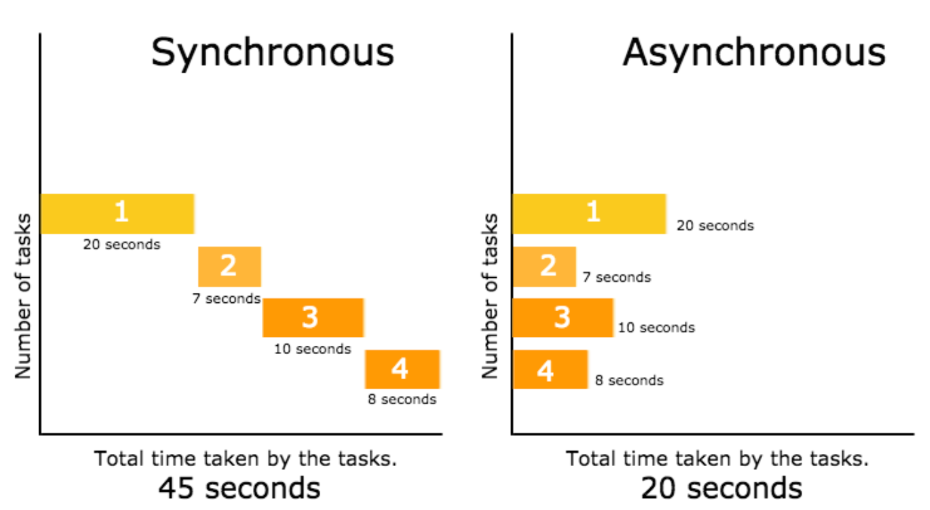 Synchronous
Number of tasks
1
20 seconds
2
7 seconds
3
10 seconds
4
8 seconds
Total time taken by the tasks.
45 seconds
Asynchronous
Number of tasks
1
20 seconds
2
7 seconds
3
10 seconds
4
8 seconds
Total time taken by the tasks.
20 seconds